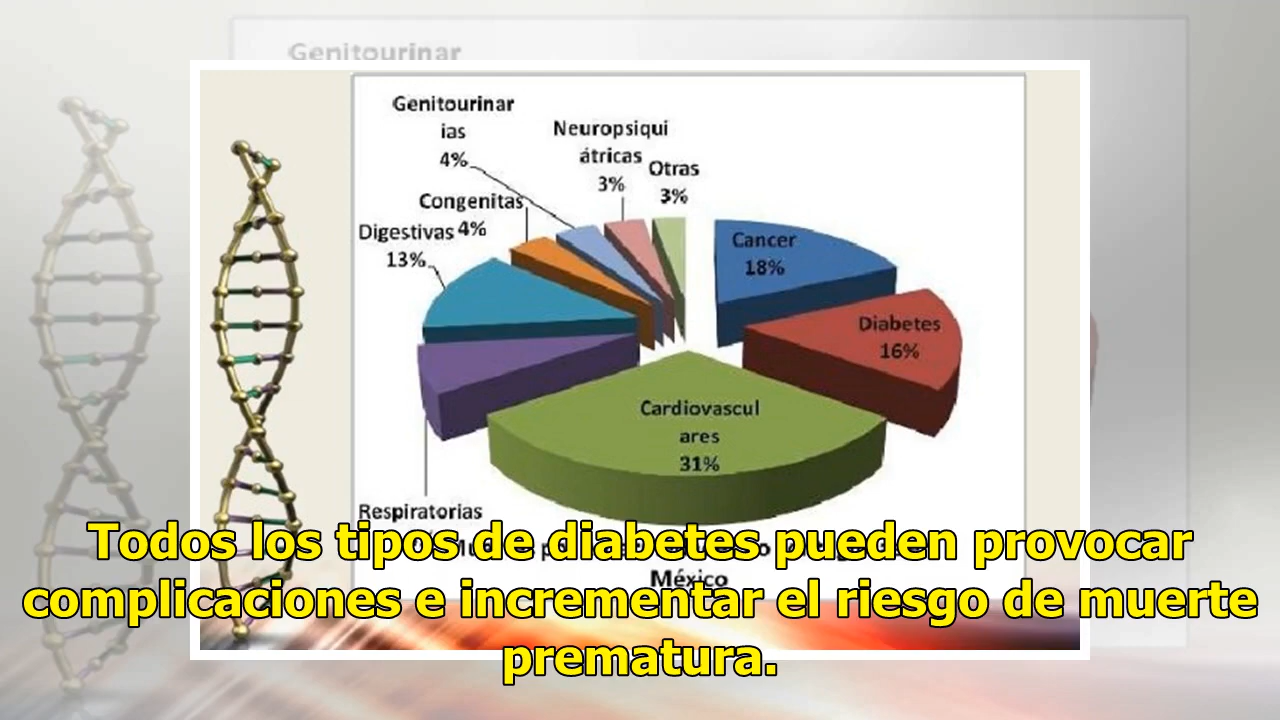 Genitourinar
Genitourinar
ias
4%
Neuropsiqui
átricas
3%
Otras
3%
Congenitas
4%
Digestivas
13%
Cancer
18%
Diabetes
16%
Cardiovascul
ares
31%
Respiratorias
México
Todos los tipos de diabetes pueden provocar
complicaciones e incrementar el riesgo de muerte
prematura.